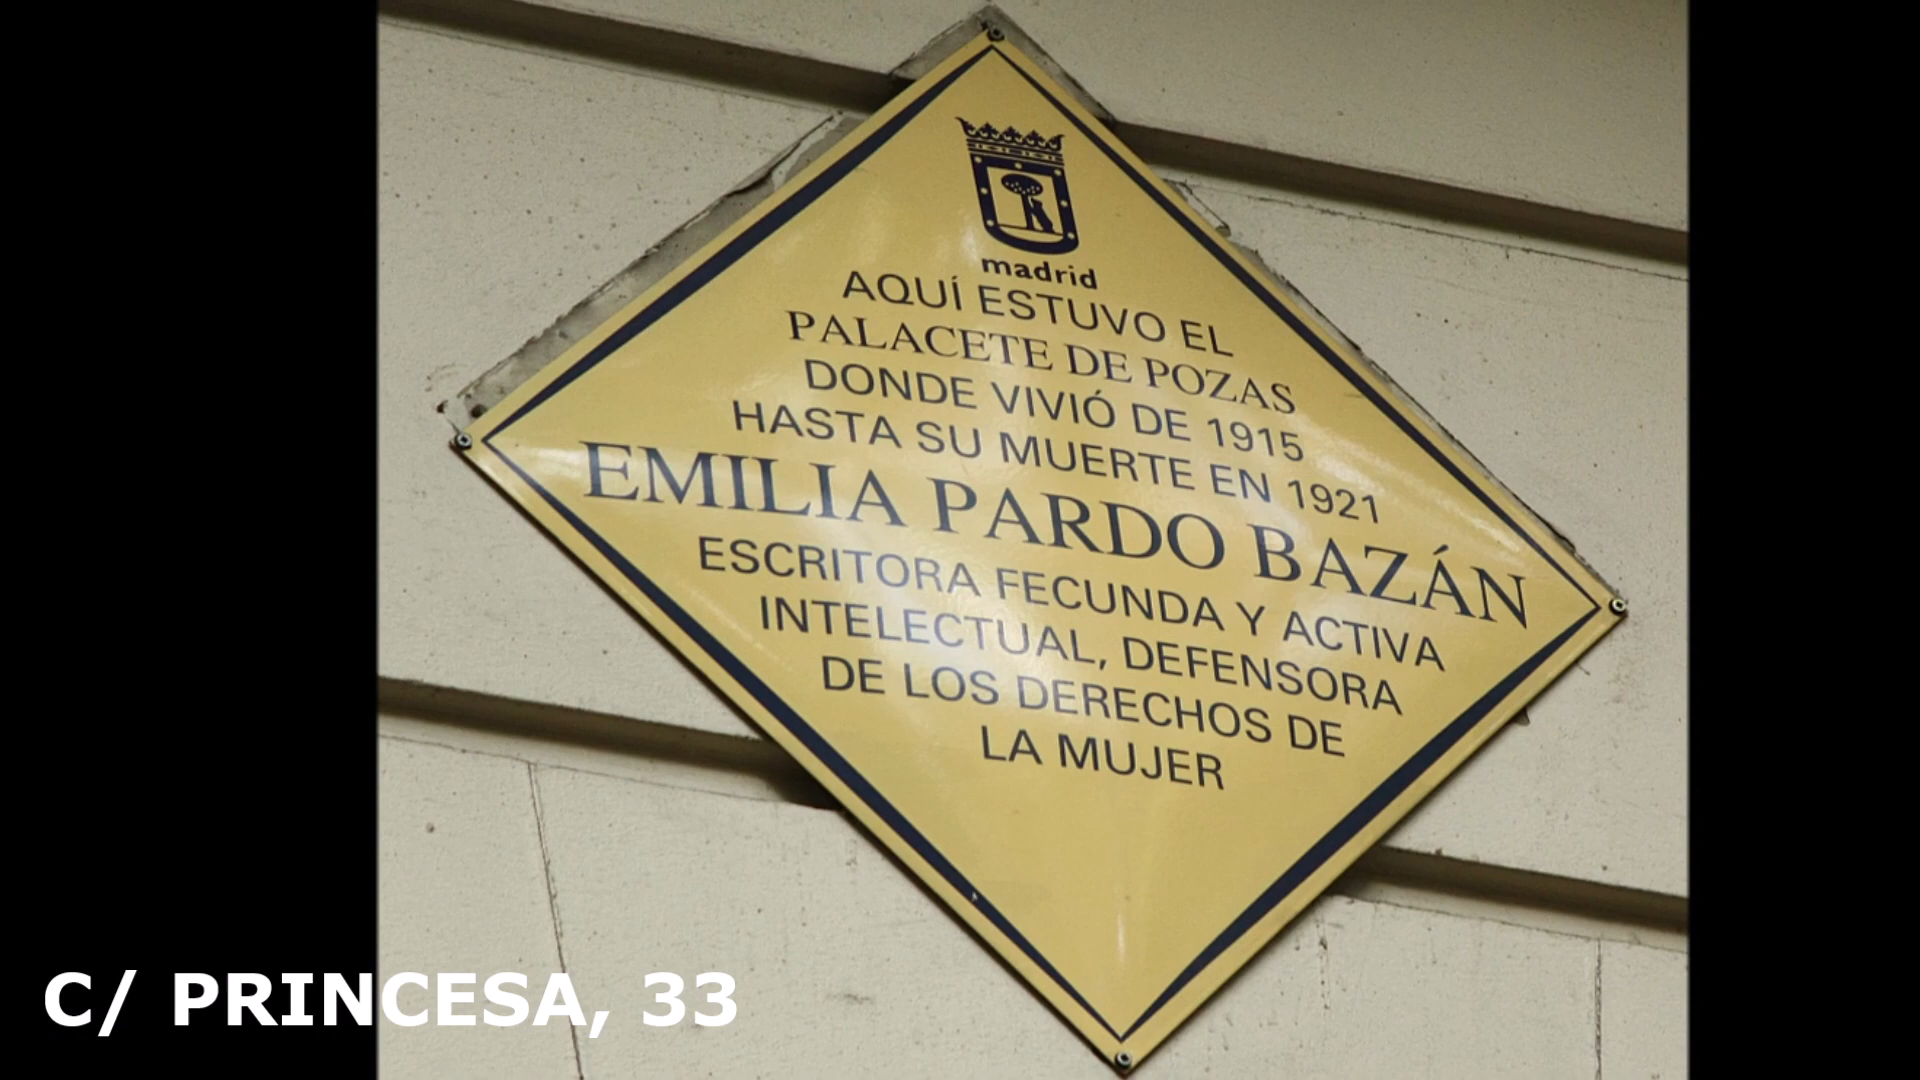 madrid
AQUÍ ESTUVO EL
PALACETE DE POZAS
DONDE VIVIÓ DE 1915
HASTA SU MUERTE EN 1921
EMILIA PARDO BAZÁN
ESCRITORA FECUNDA Y ACTIVA
INTELECTUAL, DEFENSORA
DE LOS DERECHOS DE
LA MUJER
C/ PRINCESA, 33